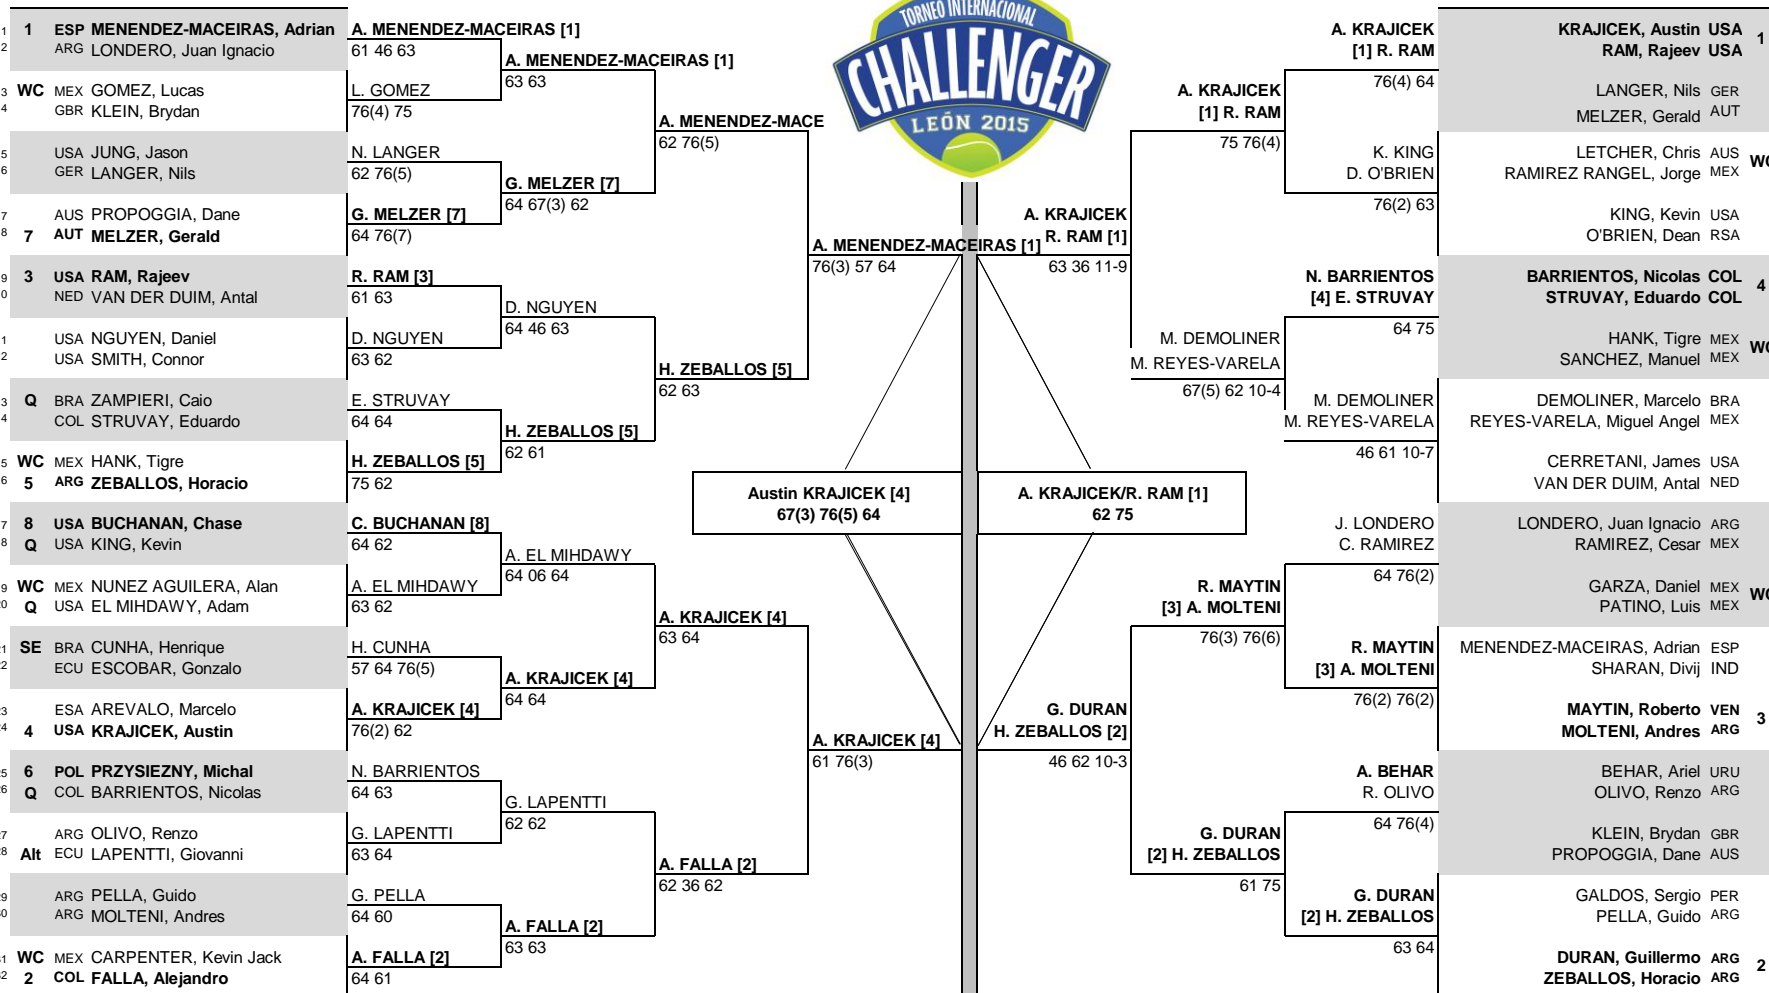 TORNEO INTERNACIONAL
CHALLENGER
LEÓN 2015
1 ESP MENENDEZ-MACEIRAS, Adrian
ARG LONDERO, Juan Ignacio
WC MEX GOMEZ, Lucas
GBR KLEIN, Brydan
USA JUNG, Jason
GER LANGER, Nils
AUS PROPOGGIA, Dane
7 AUT MELZER, Gerald
3 USA RAM, Rajeev
NED VAN DER DUIM, Antal
USA NGUYEN, Daniel
USA SMITH, Connor
Q BRA ZAMPIERI, Caio
COL STRUVAY, Eduardo
WC MEX HANK, Tigre
5 ARG ZEBALLOS, Horacio
8 USA BUCHANAN, Chase
Q USA KING, Kevin
WC MEX NUNEZ AGUILERA, Alan
Q USA EL MIHDAWY, Adam
SE BRA CUNHA, Henrique
ECU ESCOBAR, Gonzalo
ESA AREVALO, Marcelo
4 USA KRAJICEK, Austin
6 POL PRZYSIEZNY, Michal
Q COL BARRIENTOS, Nicolas
ARG OLIVO, Renzo
Alt ECU LAPENTTI, Giovanni
ARG PELLA, Guido
ARG MOLTENI, Andres
WC MEX CARPENTER, Kevin Jack
2 COL FALLA, Alejandro
A. MENENDEZ-MACEIRAS [1]
61 46 63
L. GOMEZ
76(4) 75
N. LANGER
62 76(5)
G. MELZER [7]
64 76(7)
R. RAM [3]
61 63
D. NGUYEN
63 62
E. STRUVAY
64 64
H. ZEBALLOS [5]
75 62
C. BUCHANAN [8]
64 62
A. EL MIHDAWY
63 62
H. CUNHA
57 64 76(5)
A. KRAJICEK [4]
76(2) 62
N. BARRIENTOS
64 63
G. LAPENTTI
63 64
G. PELLA
64 60
A. FALLA [2]
64 61
A. MENENDEZ-MACEIRAS [1]
63 63
G. MELZER [7]
64 67(3) 62
D. NGUYEN
64 46 63
H. ZEBALLOS [5]
62 61
A. EL MIHDAWY
64 06 64
A. KRAJICEK [4]
64 64
G. LAPENTTI
62 62
A. FALLA [2]
63 63
A. MENENDEZ-MACE
62 76(5)
H. ZEBALLOS [5]
62 63
A. KRAJICEK [4]
63 64
A. FALLA [2]
62 36 62
A. MENENDEZ-MACEIRAS [1]
76(3) 57 64
A. KRAJICEK [4]
61 76(3)
Austin KRAJICEK [4]
67(3) 76(5) 64
A. KRAJICEK/R. RAM [1]
62 75
A. KRAJICEK
R. RAM [1]
63 36 11-9
G. DURAN
H. ZEBALLOS [2]
46 62 10-3
A. KRAJICEK
[1] R. RAM
75 76(4)
M. DEMOLINER
M. REYES-VARELA
67(5) 62 10-4
R. MAYTIN
[3] A. MOLTENI
76(3) 76(6)
G. DURAN
[2] H. ZEBALLOS
61 75
A. KRAJICEK
[1] R. RAM
76(4) 64
K. KING
D. O'BRIEN
76(2) 63
N. BARRIENTOS
[4] E. STRUVAY
64 75
M. DEMOLINER
M. REYES-VARELA
46 61 10-7
J. LONDERO
C. RAMIREZ
64 76(2)
R. MAYTIN
[3] A. MOLTENI
76(2) 76(2)
A. BEHAR
R. OLIVO
64 76(4)
G. DURAN
[2] H. ZEBALLOS
63 64
KRAJICEK, Austin USA 1
RAM, Rajeev USA
LANGER, Nils GER
MELZER, Gerald AUT
LETCHER, Chris AUS WC
RAMIREZ RANGEL, Jorge MEX
KING, Kevin USA
O'BRIEN, Dean RSA
BARRIENTOS, Nicolas COL 4
STRUVAY, Eduardo COL
HANK, Tigre MEX WC
SANCHEZ, Manuel MEX
DEMOLINER, Marcelo BRA
REYES-VARELA, Miguel Angel MEX
CERRETANI, James USA
VAN DER DUIM, Antal NED
LONDERO, Juan Ignacio ARG
RAMIREZ, Cesar MEX
GARZA, Daniel MEX WC
PATINO, Luis MEX
MENENDEZ-MACEIRAS, Adrian ESP
SHARAN, Divij IND
MAYTIN, Roberto VEN 3
MOLTENI, Andres ARG
BEHAR, Ariel URU
OLIVO, Renzo ARG
KLEIN, Brydan GBR
PROPOGGIA, Dane AUS
GALDOS, Sergio PER
PELLA, Guido ARG
DURAN, Guillermo ARG 2
ZEBALLOS, Horacio ARG